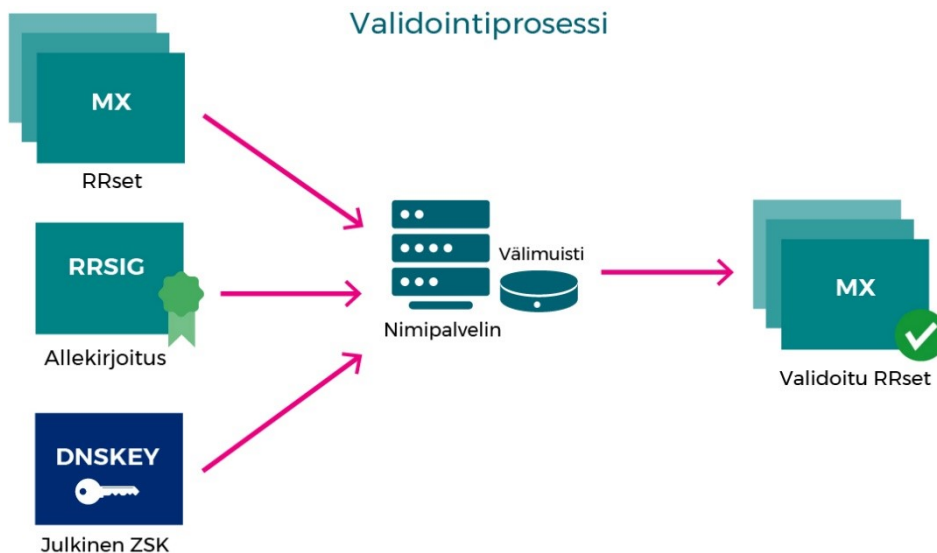 Validointiprosessi
MX
RRset
RRSIG
Allekirjoitus
DNSKEY
Julkinen ZSK
Välimuisti
Nimipalvelin
MX
Validoitu RRset